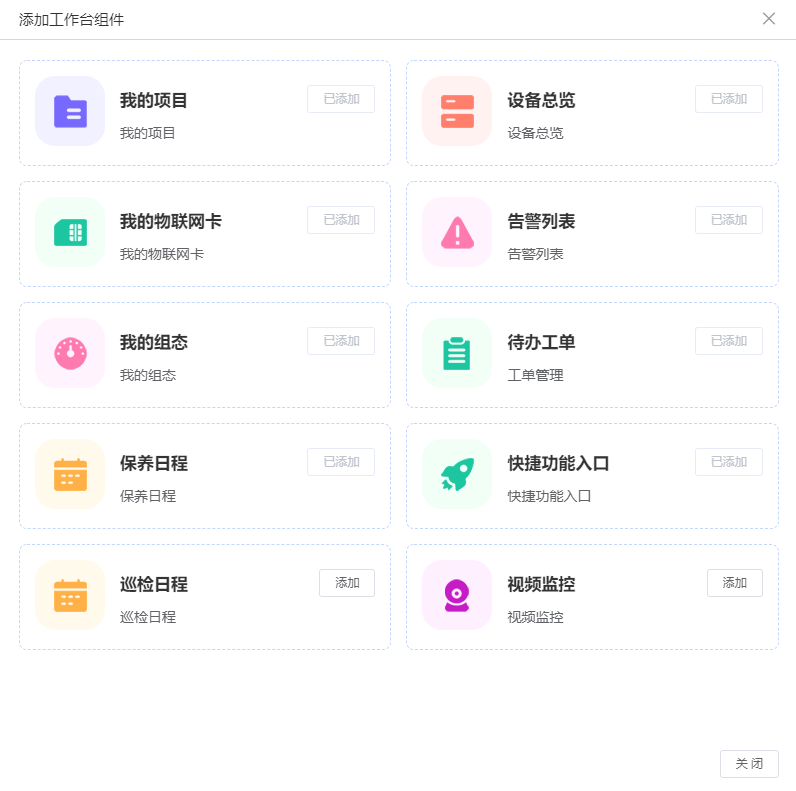 添加工作台组件
我的项目
已添加
我的项目
设备总览
已添加
设备总览
我的物联网卡
已添加
我的物联网卡
告警列表
已添加
告警列表
我的组态
已添加
我的组态
待办工单
已添加
工单管理
保养日程
已添加
保养日程
快捷功能入口
已添加
快捷功能入口
巡检日程
添加
巡检日程
视频监控
添加
视频监控
关 闭